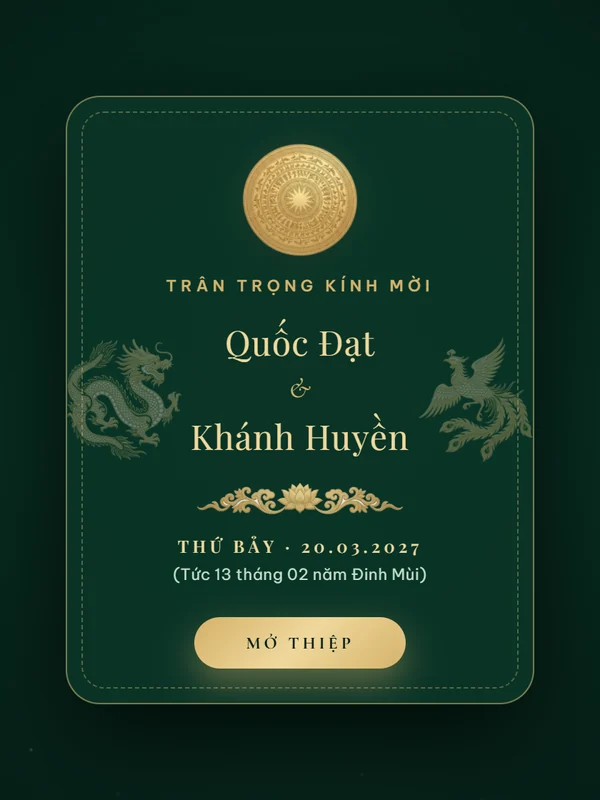 TRÂN TRỌNG KÍNH MỜI
Quốc Đạt
&
Khánh Huyền
THỨ BẢY · 20.03.2027
(Tức 13 tháng 02 năm Đinh Mùi)
MỞ THIỆP